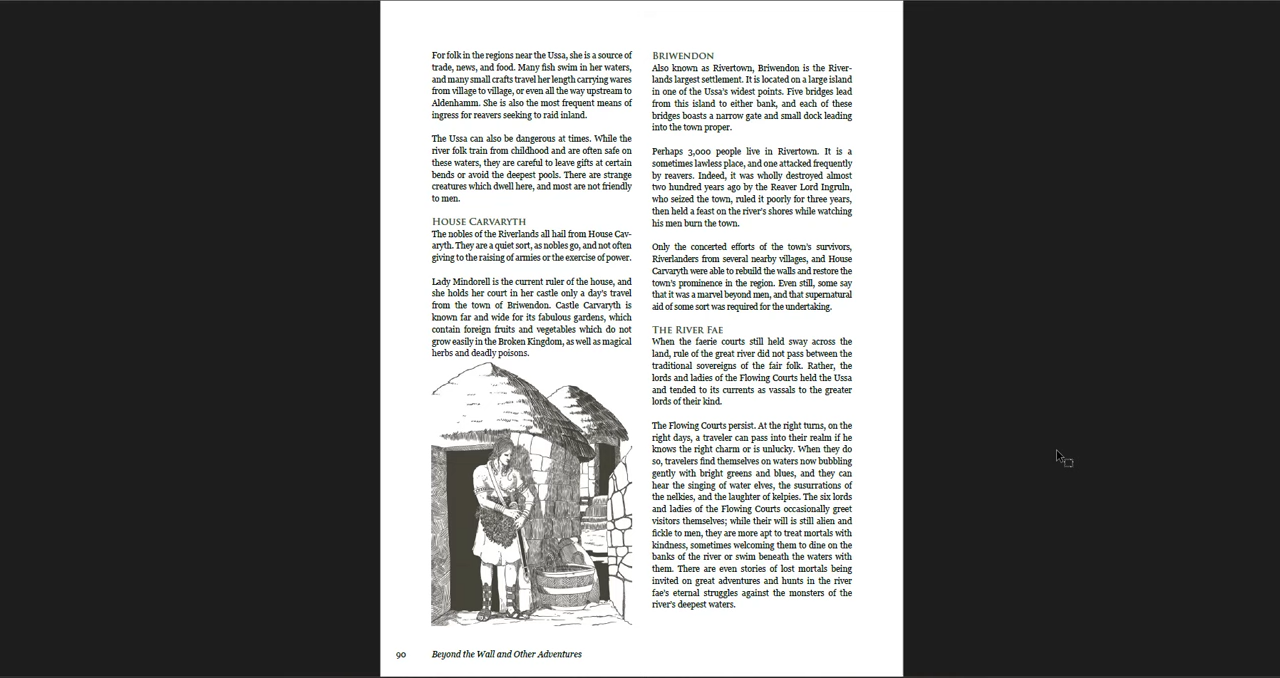 For folk in the regions near the Ussa, she is a source of
trade, news, and food. Many fish swim in her waters,
and many small crafts travel her length carrying wares
from village to village, or even all the way upstream to
Aldenhamm. She is also the most frequent means of
ingress for reavers seeking to raid inland.
The Ussa can also be dangerous at times. While the
river folk train from childhood and are often safe on
these waters, they are careful to leave gifts at certain
bends or avoid the deepest pools. There are strange
creatures which dwell here, and most are not friendly
to men.
House Carvaryth
The nobles of the Riverlands all hail from House Carv-
aryth. They are a quiet sort, as nobles go, and not often
giving to the raising of armies or the exercise of power.
Lady Mindorell is the current ruler of the house, and
she holds her court in her castle only a day's travel
from the town of Briwendon. Castle Carvaryth is
known far and wide for its fabulous gardens, which
contain foreign fruits and vegetables which do not
grow easily in the Broken Kingdom, as well as magical
herbs and deadly poisons.
Briwendon
Also known as Rivertown, Briwendon is the River-
lands largest settlement. It is located on a large island
in one of the Ussa's widest points. Five bridges lead
from this island to either bank, and each of these
bridges boasts a narrow gate and small dock leading
into the town proper.
Perhaps 3,000 people live in Rivertown. It is a
sometimes lawless place, and one attacked frequently
by reavers. Indeed, it was wholly destroyed almost
two hundred years ago by the Reaver Lord Ingruln,
who seized the town, ruled it poorly for three years,
then held a feast on the river's shores while watching
his men burn the town.
Only the concerted efforts of the town's survivors,
Riverlanders from several nearby villages, and House
Carvaryth were able to rebuild the walls and restore the
town's prominence in the region. Even still, some say
that it was a marvel beyond men, and that supernatural
aid of some sort was required for the undertaking.
The River Fae
When the faerie courts still held sway across the
land, rule of the great river did not pass between the
traditional sovereigns of the fair folk. Rather, the
lords and ladies of the Flowing Courts held the Ussa
and tended to its currents as vassals to the greater
lords of their kind.
The Flowing Courts persist. At the right turns, on the
right days, a traveler can pass into their realm if he
knows the right charm or is unlucky. When they do
so, travelers find themselves on waters now bubbling
gently with bright greens and blues, and they can
hear the singing of water elves, the susurrations of
the nelkies, and the laughter of kelpies. The six lords
and ladies of the Flowing Courts occasionally greet
visitors themselves; while their will is still alien and
fickle to men, they are more apt to treat mortals with
kindness, sometimes welcoming them to dine on the
banks of the river or swim beneath the waters with
them. There are even stories of lost mortals being
invited on great adventures and hunts in the river
fae's eternal struggles against the monsters of the
river's deepest waters.
90 Beyond the Wall and Other Adventures